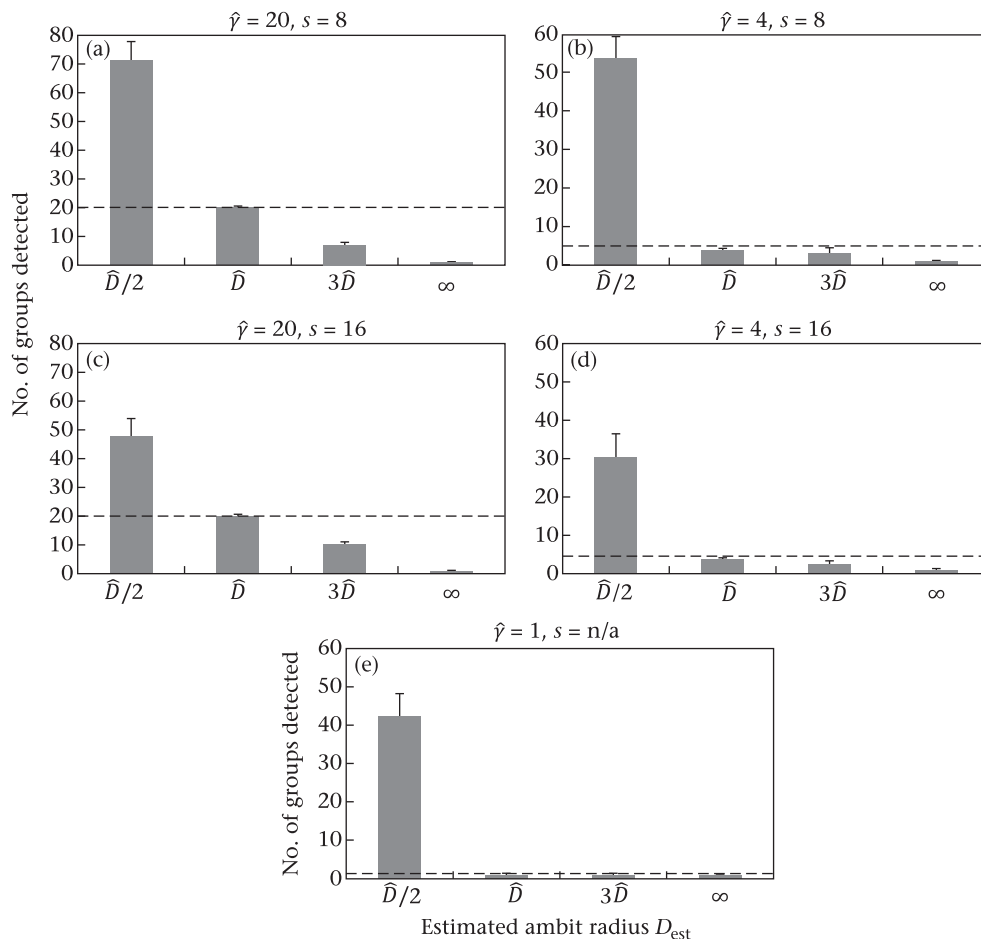 γ̂ = 20, s = 8
(a)
80
70
60
50
40
30
20
10
0
D̂/2 D̂ 3D̂ ∞
γ̂ = 4, s = 8
(b)
60
50
40
30
20
10
0
D̂/2 D̂ 3D̂ ∞
No. of groups detected
γ̂ = 20, s = 16
(c)
80
70
60
50
40
30
20
10
0
D̂/2 D̂ 3D̂ ∞
γ̂ = 4, s = 16
(d)
60
50
40
30
20
10
0
D̂/2 D̂ 3D̂ ∞
γ̂ = 1, s = n/a
(e)
No. of groups detected
60
50
40
30
20
10
0
D̂/2 D̂ 3D̂ ∞
Estimated ambit radius Dest